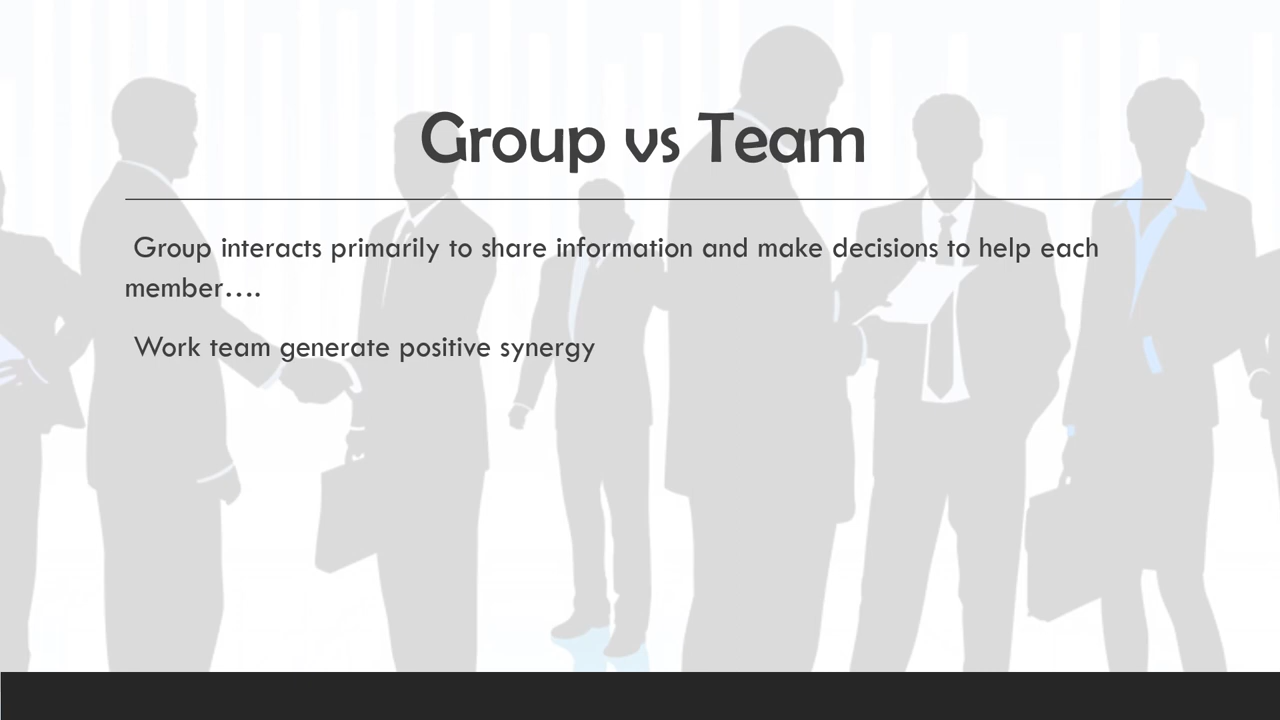 Group vs Team
Group interacts primarily to share information and make decisions to help each
member….
Work team generate positive synergy